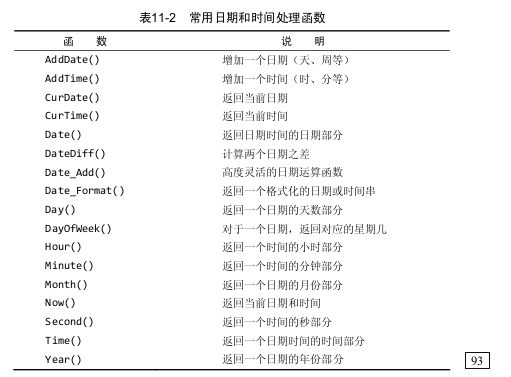 表11-2 常用日期和时间处理函数
函 数 说 明
AddDate() 增加一个日期（天、周等）
AddTime() 增加一个时间（时、分等）
CurDate() 返回当前日期
CurTime() 返回当前时间
Date() 返回日期时间的日期部分
DateDiff() 计算两个日期之差
Date_Add() 高度灵活的日期运算函数
Date_Format() 返回一个格式化的日期或时间串
Day() 返回一个日期的天数部分
DayOfWeek() 对于一个日期，返回对应的星期几
Hour() 返回一个时间的小时部分
Minute() 返回一个时间的分钟部分
Month() 返回一个日期的月份部分
Now() 返回当前日期和时间
Second() 返回一个时间的秒部分
Time() 返回一个日期时间的时间部分
Year() 返回一个日期的年份部分
93